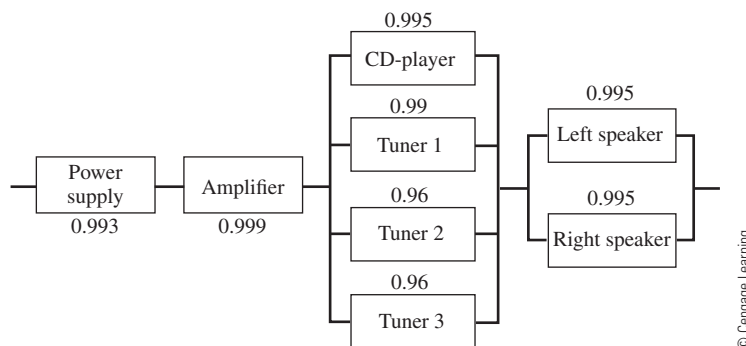 0.995
CD-player
0.99
Tuner 1
0.96
Tuner 2
0.96
Tuner 3
Power
supply
0.993
Amplifier
0.999
0.995
Left speaker
0.995
Right speaker
© Cengage Learning